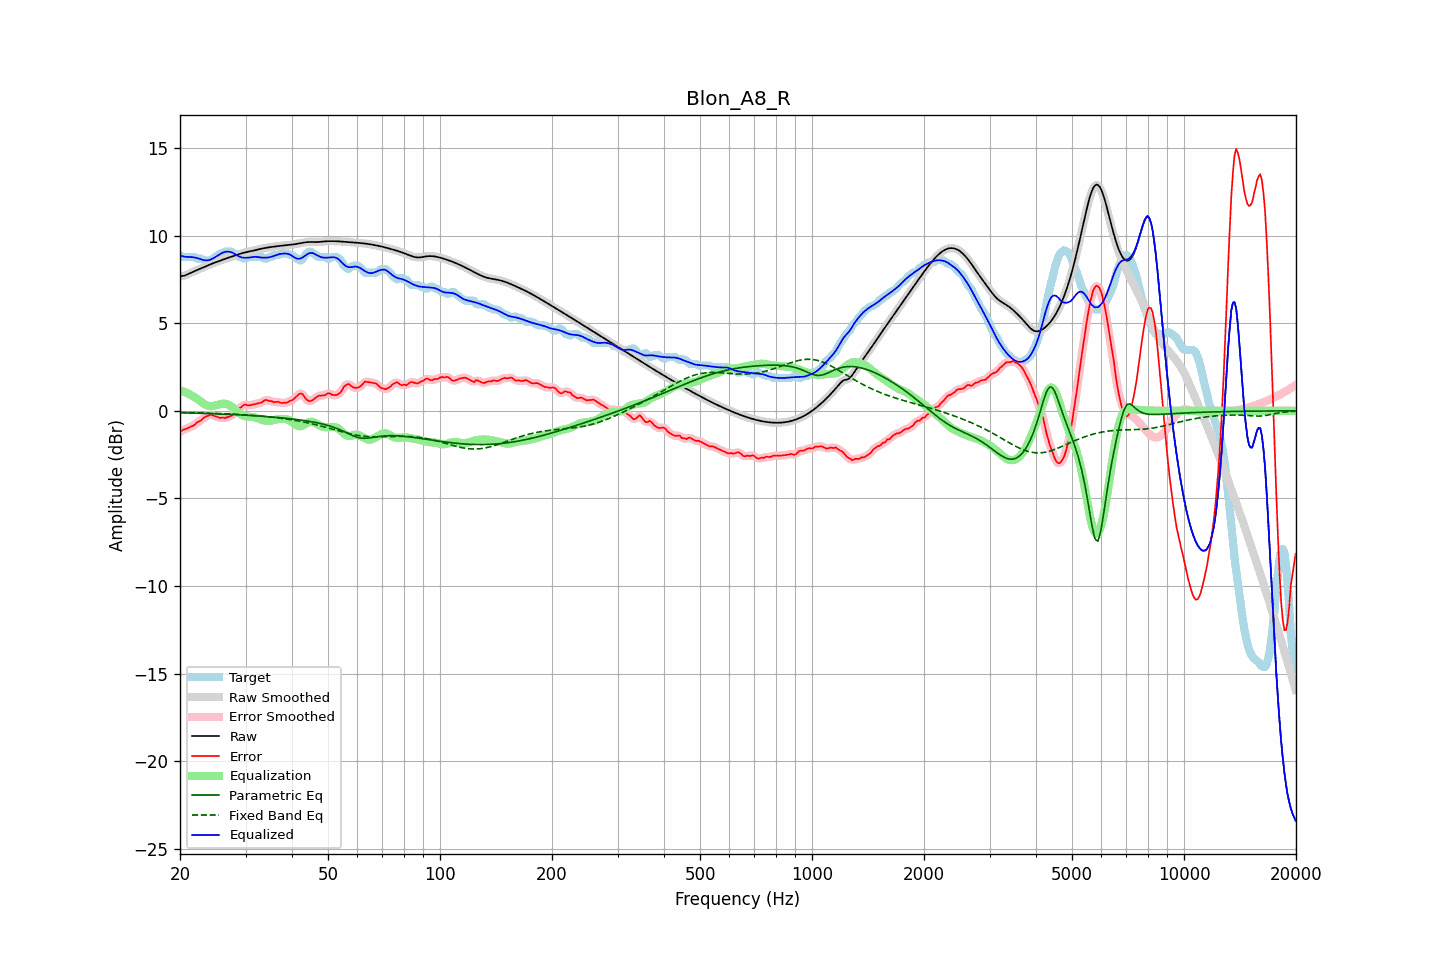 Blon_A8_R
15
10
5
0
−5
−10
−15
−20
−25
Amplitude (dBr)
Target
Raw Smoothed
Error Smoothed
Raw
Error
Equalization
Parametric Eq
Fixed Band Eq
Equalized
20 50 100 200 500 1000 2000 5000 10000 20000
Frequency (Hz)